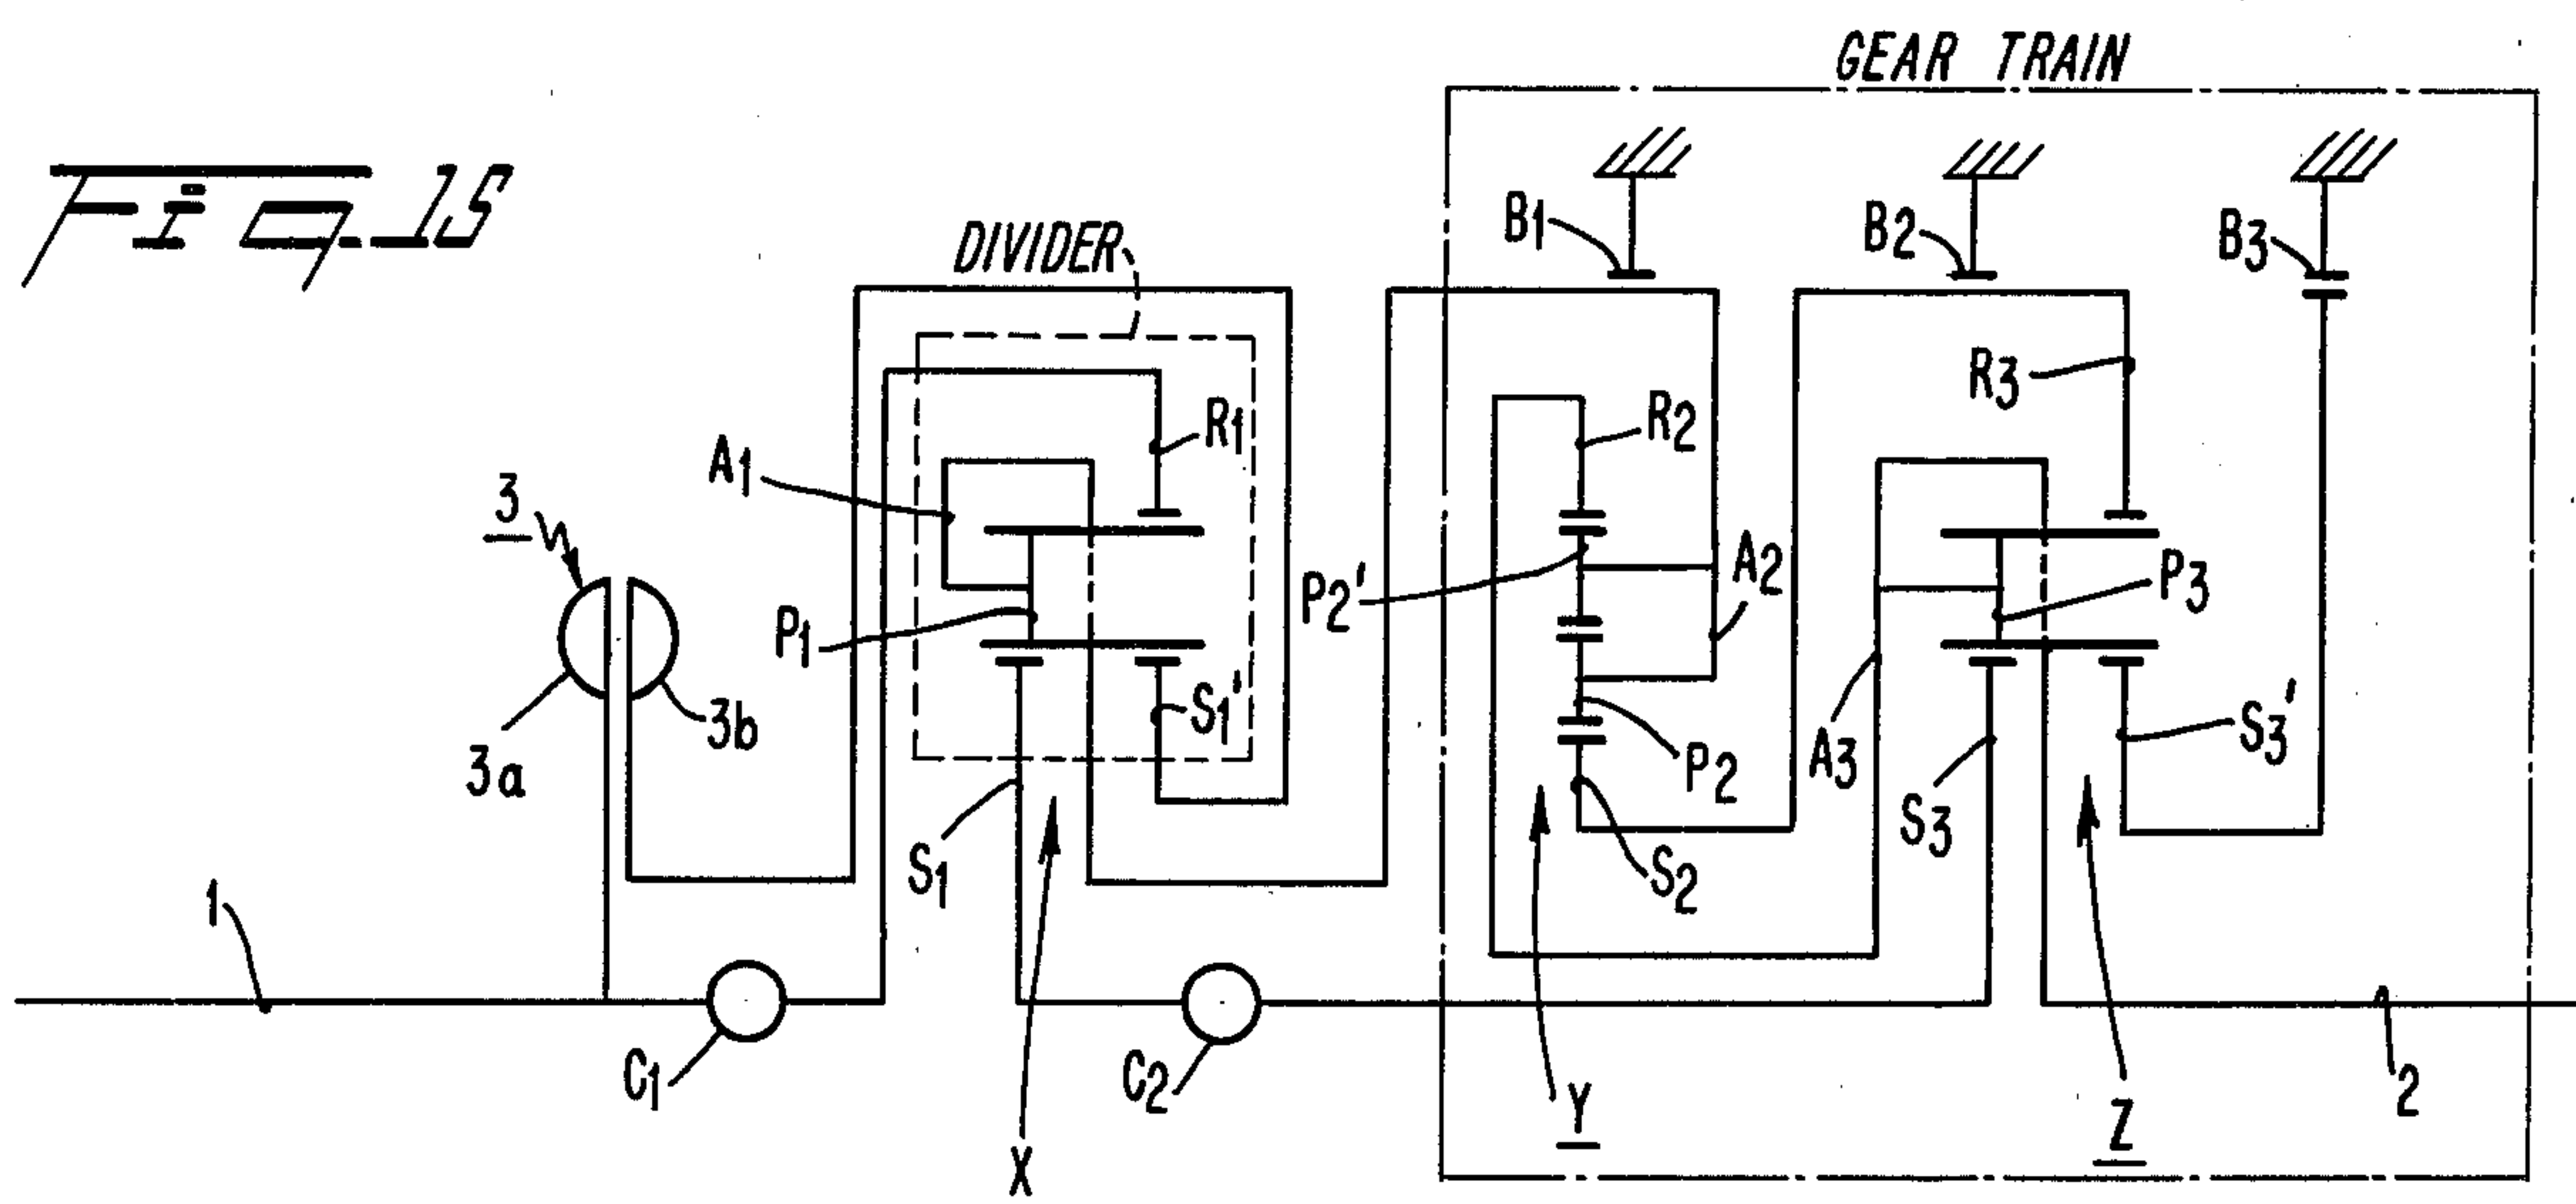 Fig. 15
GEAR TRAIN
DIVIDER
B1
B2
B3
R1
R2
R3
A1
A2
A3
3
3a
3b
P1
P2'
P2
P3
S1
S1'
S2
S3
S3'
1
2
C1
C2
X
Y
Z